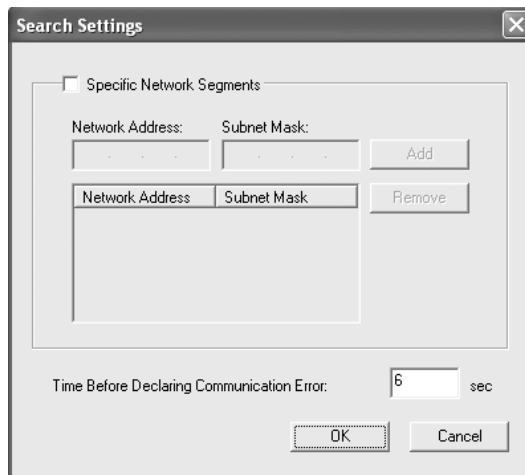 Search Settings
Specific Network Segments
Network Address: Subnet Mask:
. . . . . . Add
Network Address Subnet Mask Remove
Time Before Declaring Communication Error: 6 sec
OK Cancel